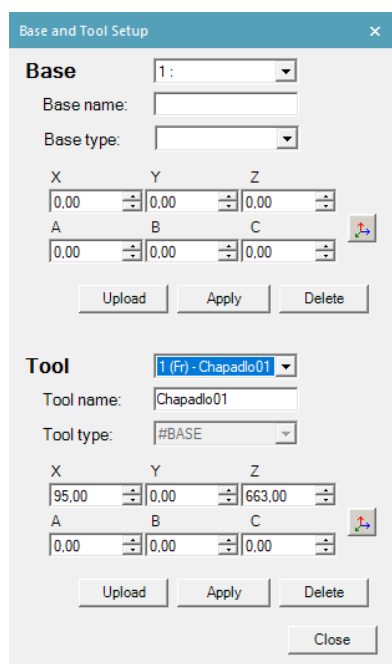 Base and Tool Setup
Base 1 :
Base name:
Base type:
X Y Z
0,00 0,00 0,00
A B C
0,00 0,00 0,00
Upload Apply Delete
Tool 1 (Fr) - Chapadlo01
Tool name: Chapadlo01
Tool type: #BASE
X Y Z
95,00 0,00 663,00
A B C
0,00 0,00 0,00
Upload Apply Delete
Close